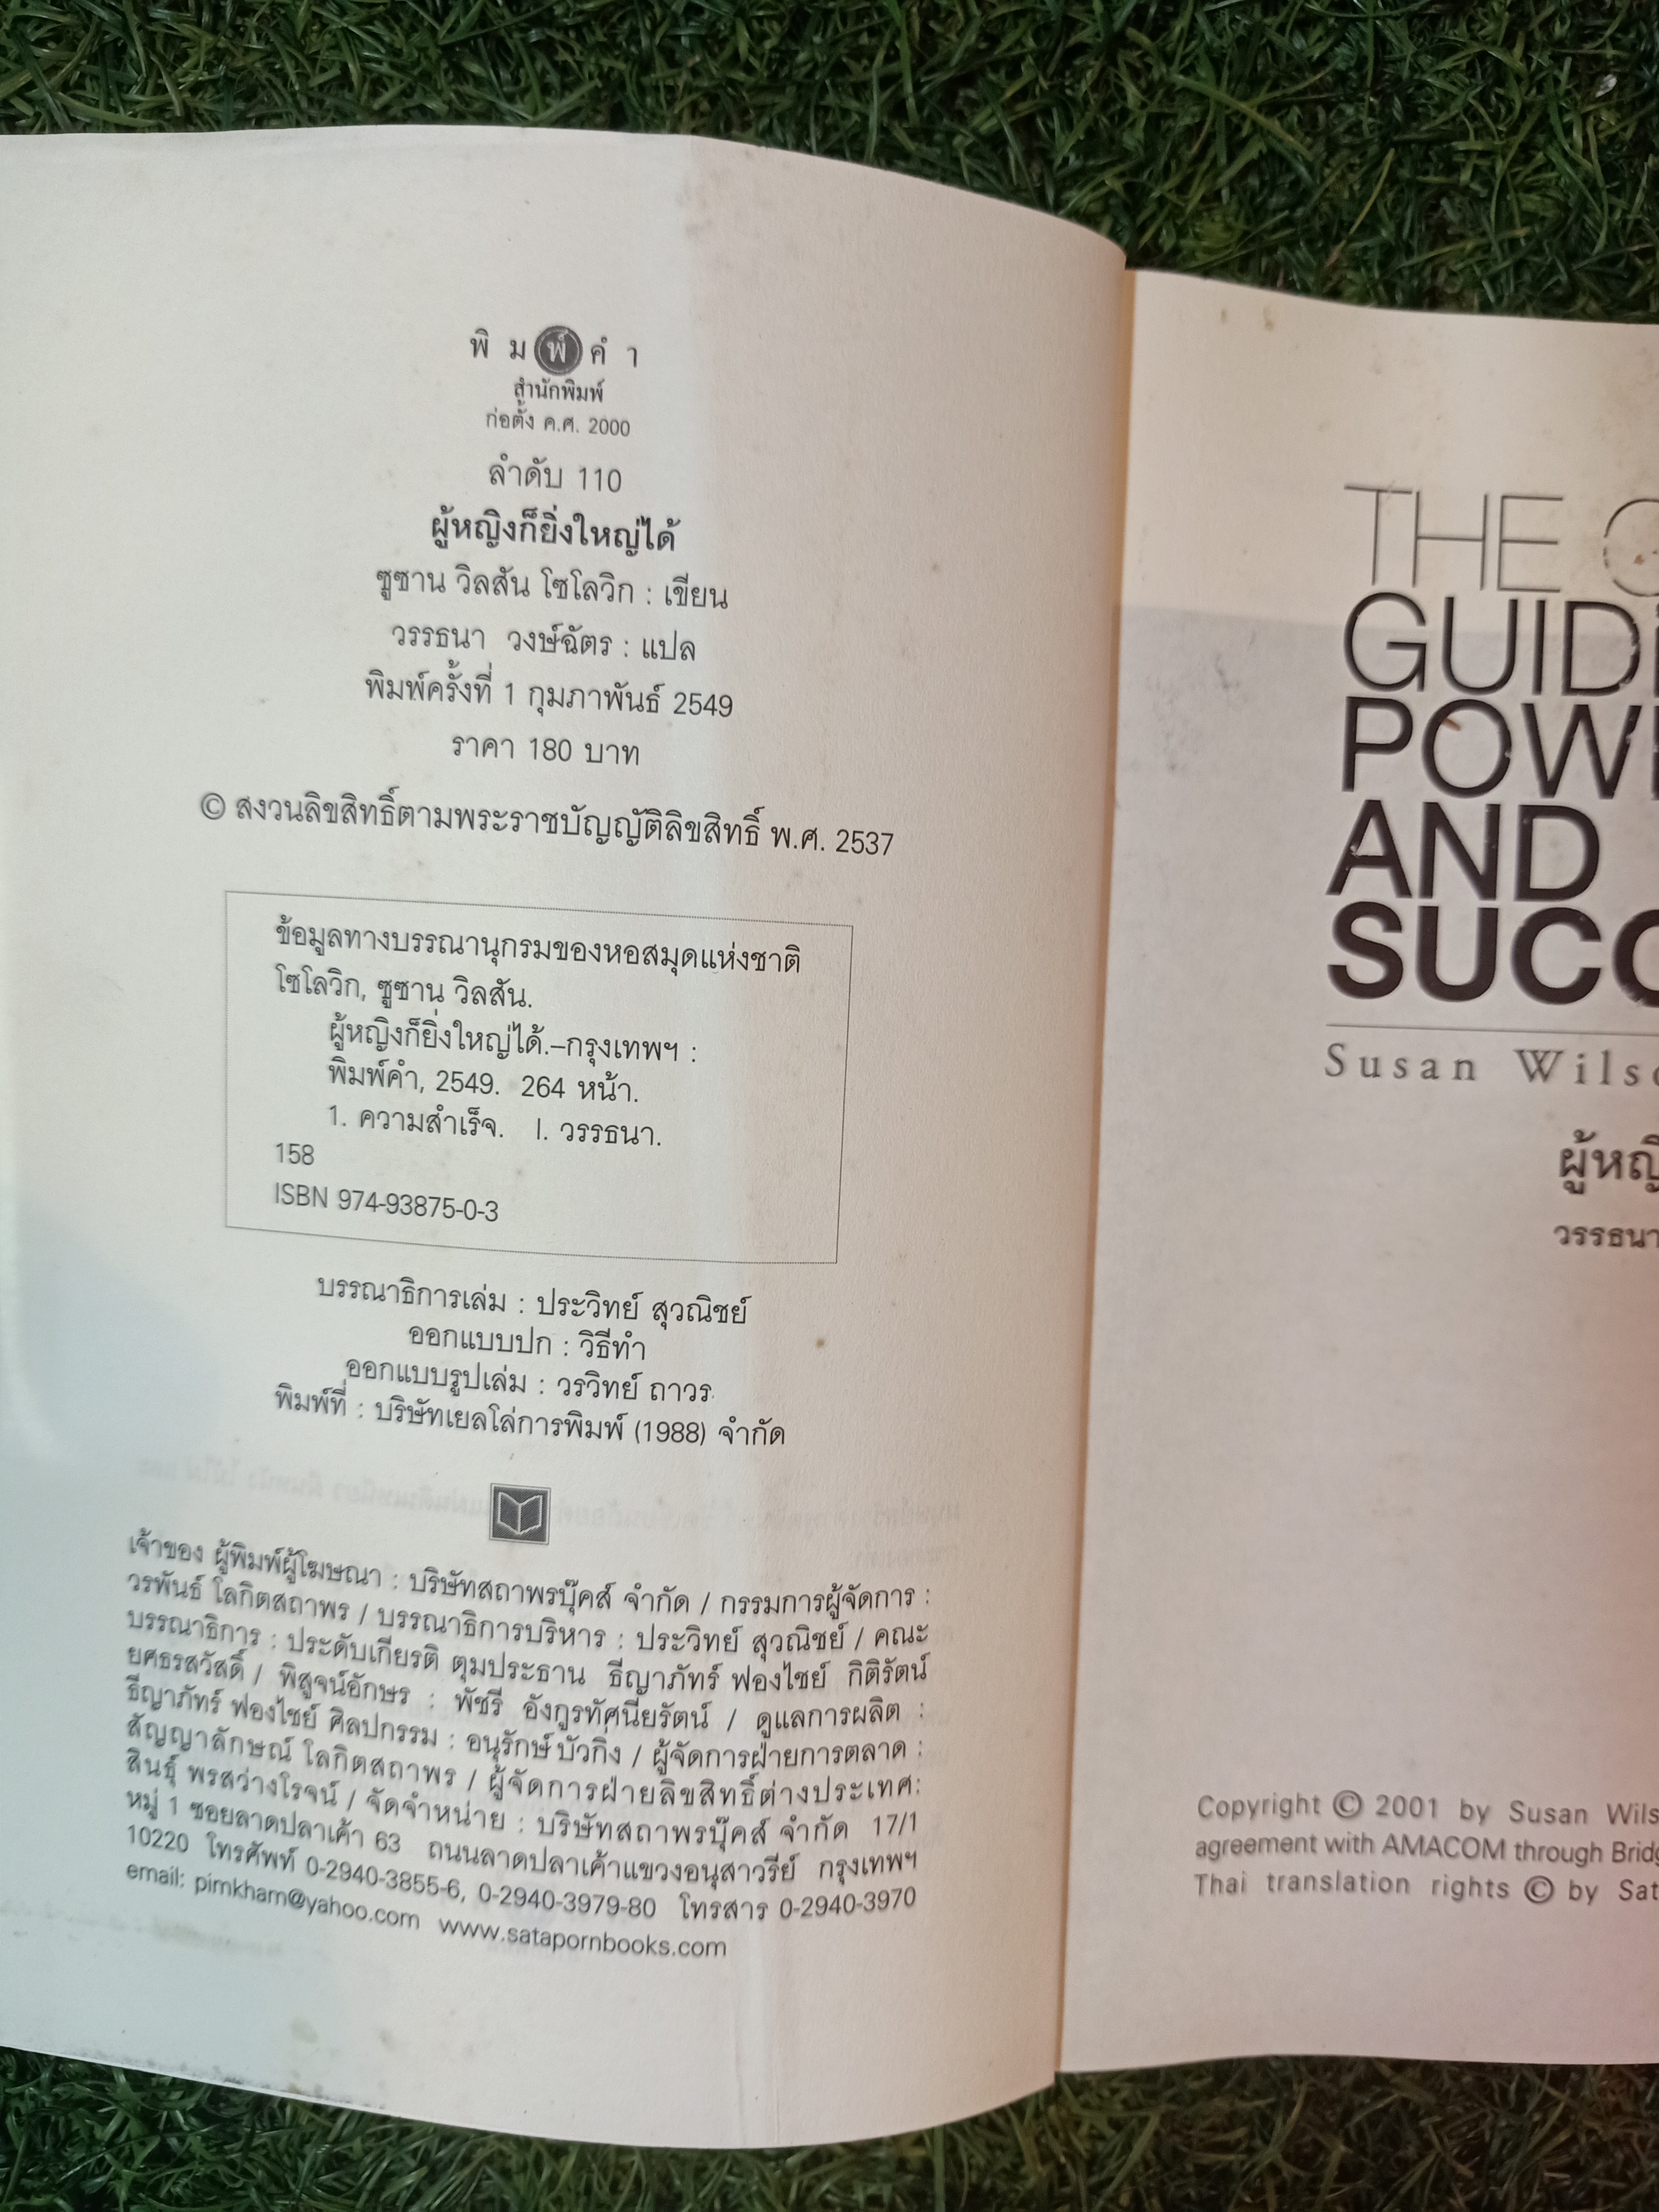 พิมพ์คำ
สำนักพิมพ์
ก่อตั้ง ค.ศ. 2000
ลำดับ 110
ผู้หญิงก็ยิ่งใหญ่ได้
ซูซาน วิลสัน โซโลวิก : เขียน
วรรธนา วงษ์ฉัตร : แปล
พิมพ์ครั้งที่ 1 กุมภาพันธ์ 2549
ราคา 180 บาท
© สงวนลิขสิทธิ์ตามพระราชบัญญัติลิขสิทธิ์ พ.ศ. 2537
ข้อมูลทางบรรณานุกรมของหอสมุดแห่งชาติ
โซโลวิก, ซูซาน วิลสัน.
ผู้หญิงก็ยิ่งใหญ่ได้.–กรุงเทพฯ :
พิมพ์คำ, 2549. 264 หน้า.
1. ความสำเร็จ. I. วรรธนา.
158
ISBN 974-93875-0-3
บรรณาธิการเล่ม : ประวิทย์ สุวณิชย์
ออกแบบปก : วิธีทำ
ออกแบบรูปเล่ม : วรวิทย์ ถาวร
พิมพ์ที่ : บริษัทเยลโล่การพิมพ์ (1988) จำกัด
เจ้าของ ผู้พิมพ์ผู้โฆษณา : บริษัทสถาพรบุ๊คส์ จำกัด / กรรมการผู้จัดการ :
วรพันธ์ โลกิตสถาพร / บรรณาธิการบริหาร : ประวิทย์ สุวณิชย์ / คณะ
บรรณาธิการ : ประดับเกียรติ ตุมประธาน ธีญาภัทร์ ฟองไชย์ กิติรัตน์
ยศธรสวัสดิ์ / พิสูจน์อักษร : พัชรี อังกูรทัศนียรัตน์ / ดูแลการผลิต :
ธีญาภัทร์ ฟองไชย์ ศิลปกรรม : อนุรักษ์ บัวกิ่ง / ผู้จัดการฝ่ายการตลาด :
สัญญาลักษณ์ โลกิตสถาพร / ผู้จัดการฝ่ายลิขสิทธิ์ต่างประเทศ:
สินธุ์ พรสว่างโรจน์ / จัดจำหน่าย : บริษัทสถาพรบุ๊คส์ จำกัด 17/1
หมู่ 1 ซอยลาดปลาเค้า 63 ถนนลาดปลาเค้าแขวงอนุสาวรีย์ กรุงเทพฯ
10220 โทรศัพท์ 0-2940-3855-6, 0-2940-3979-80 โทรสาร 0-2940-3970
email: pimkham@yahoo.com www.satapornbooks.com
THE
GUID
POW
AND
SUCC
Susan Wils
ผู้หญิ
วรรธนา
Copyright © 2001 by Susan Wils
agreement with AMACOM through Bridg
Thai translation rights © by Sat